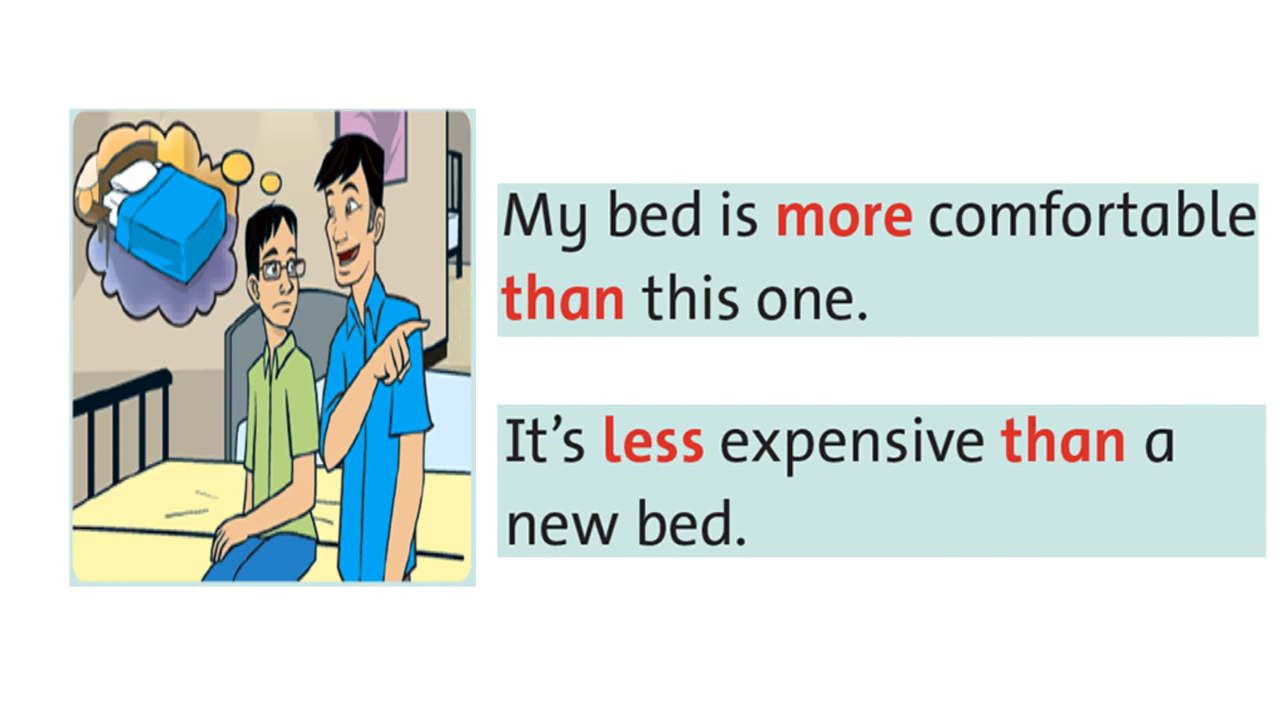 My bed is more comfortable
than this one.
It’s less expensive than a
new bed.